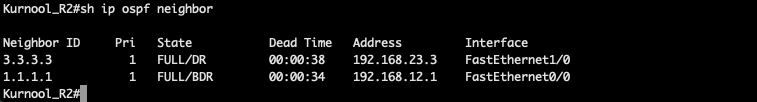 Kurnool_R2#sh ip ospf neighbor
Neighbor ID     Pri   State           Dead Time   Address         Interface
3.3.3.3           1   FULL/DR         00:00:38    192.168.23.3    FastEthernet1/0
1.1.1.1           1   FULL/BDR        00:00:34    192.168.12.1    FastEthernet0/0
Kurnool_R2#